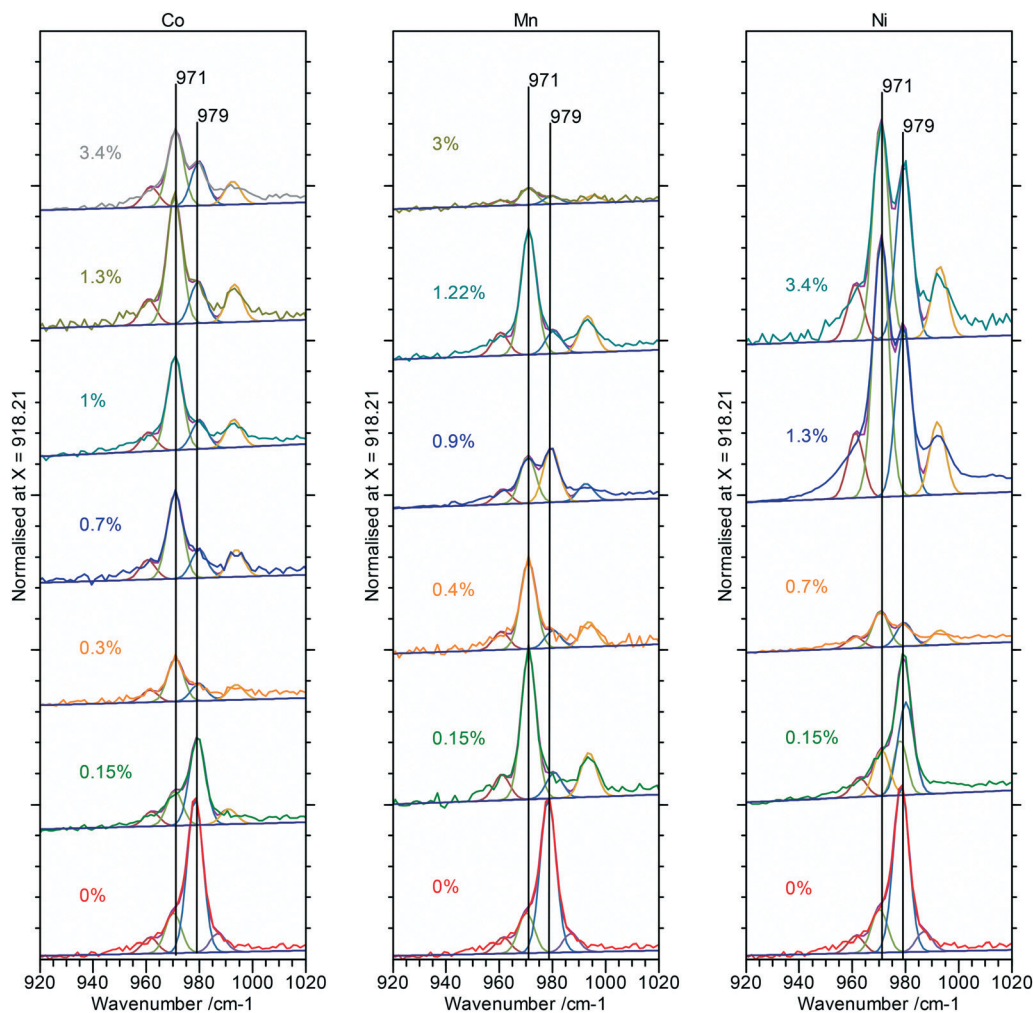 Co
Normalised at X = 918.21
971
979
3.4%
1.3%
1%
0.7%
0.3%
0.15%
0%
920 940 960 980 1000 1020
Wavenumber /cm-1
Mn
Normalised at X = 918.21
971
979
3%
1.22%
0.9%
0.4%
0.15%
0%
920 940 960 980 1000 1020
Wavenumber /cm-1
Ni
Normalised at X = 918.21
971
979
3.4%
1.3%
0.7%
0.15%
0%
920 940 960 980 1000 1020
Wavenumber /cm-1